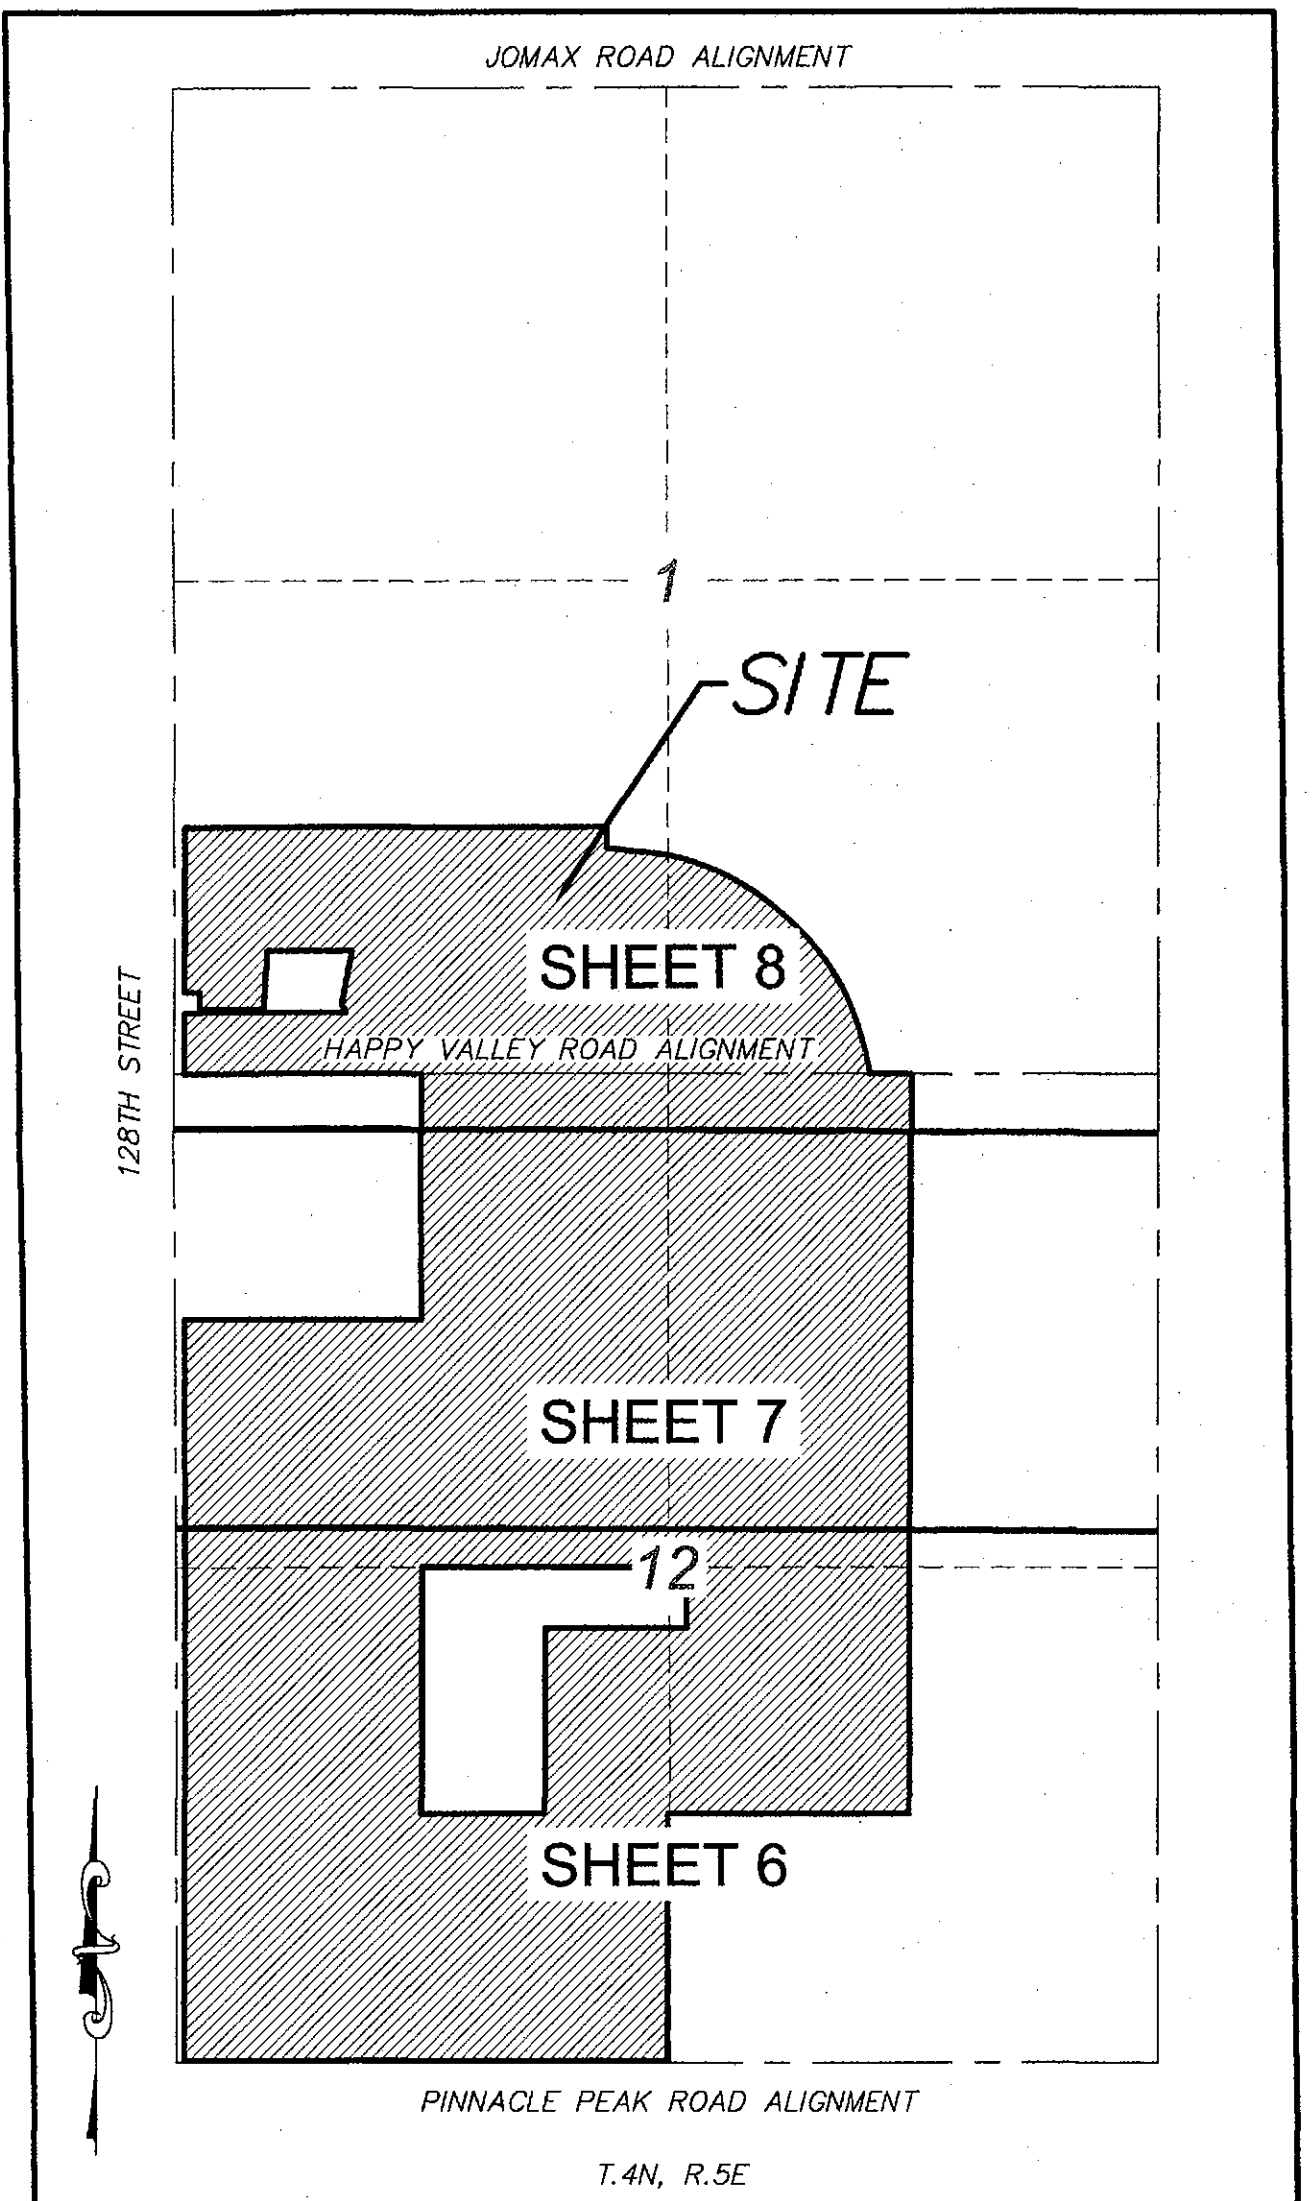 JOMAX ROAD ALIGNMENT
1
SITE
SHEET 8
HAPPY VALLEY ROAD ALIGNMENT
128TH STREET
SHEET 7
12
SHEET 6
PINNACLE PEAK ROAD ALIGNMENT
T.4N, R.5E